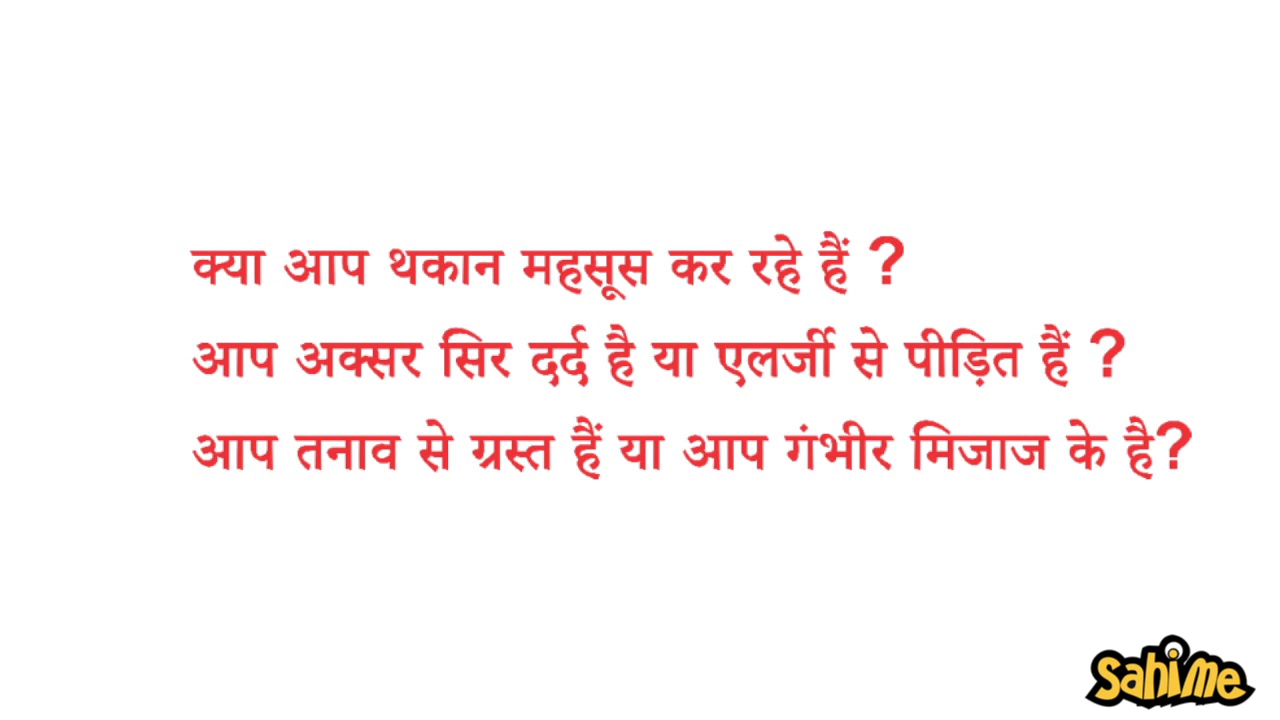 क्या आप थकान महसूस कर रहे हैं ?
आप अक्सर सिर दर्द है या एलर्जी से पीड़ित हैं ?
आप तनाव से ग्रस्त हैं या आप गंभीर मिजाज के है?
Sahime